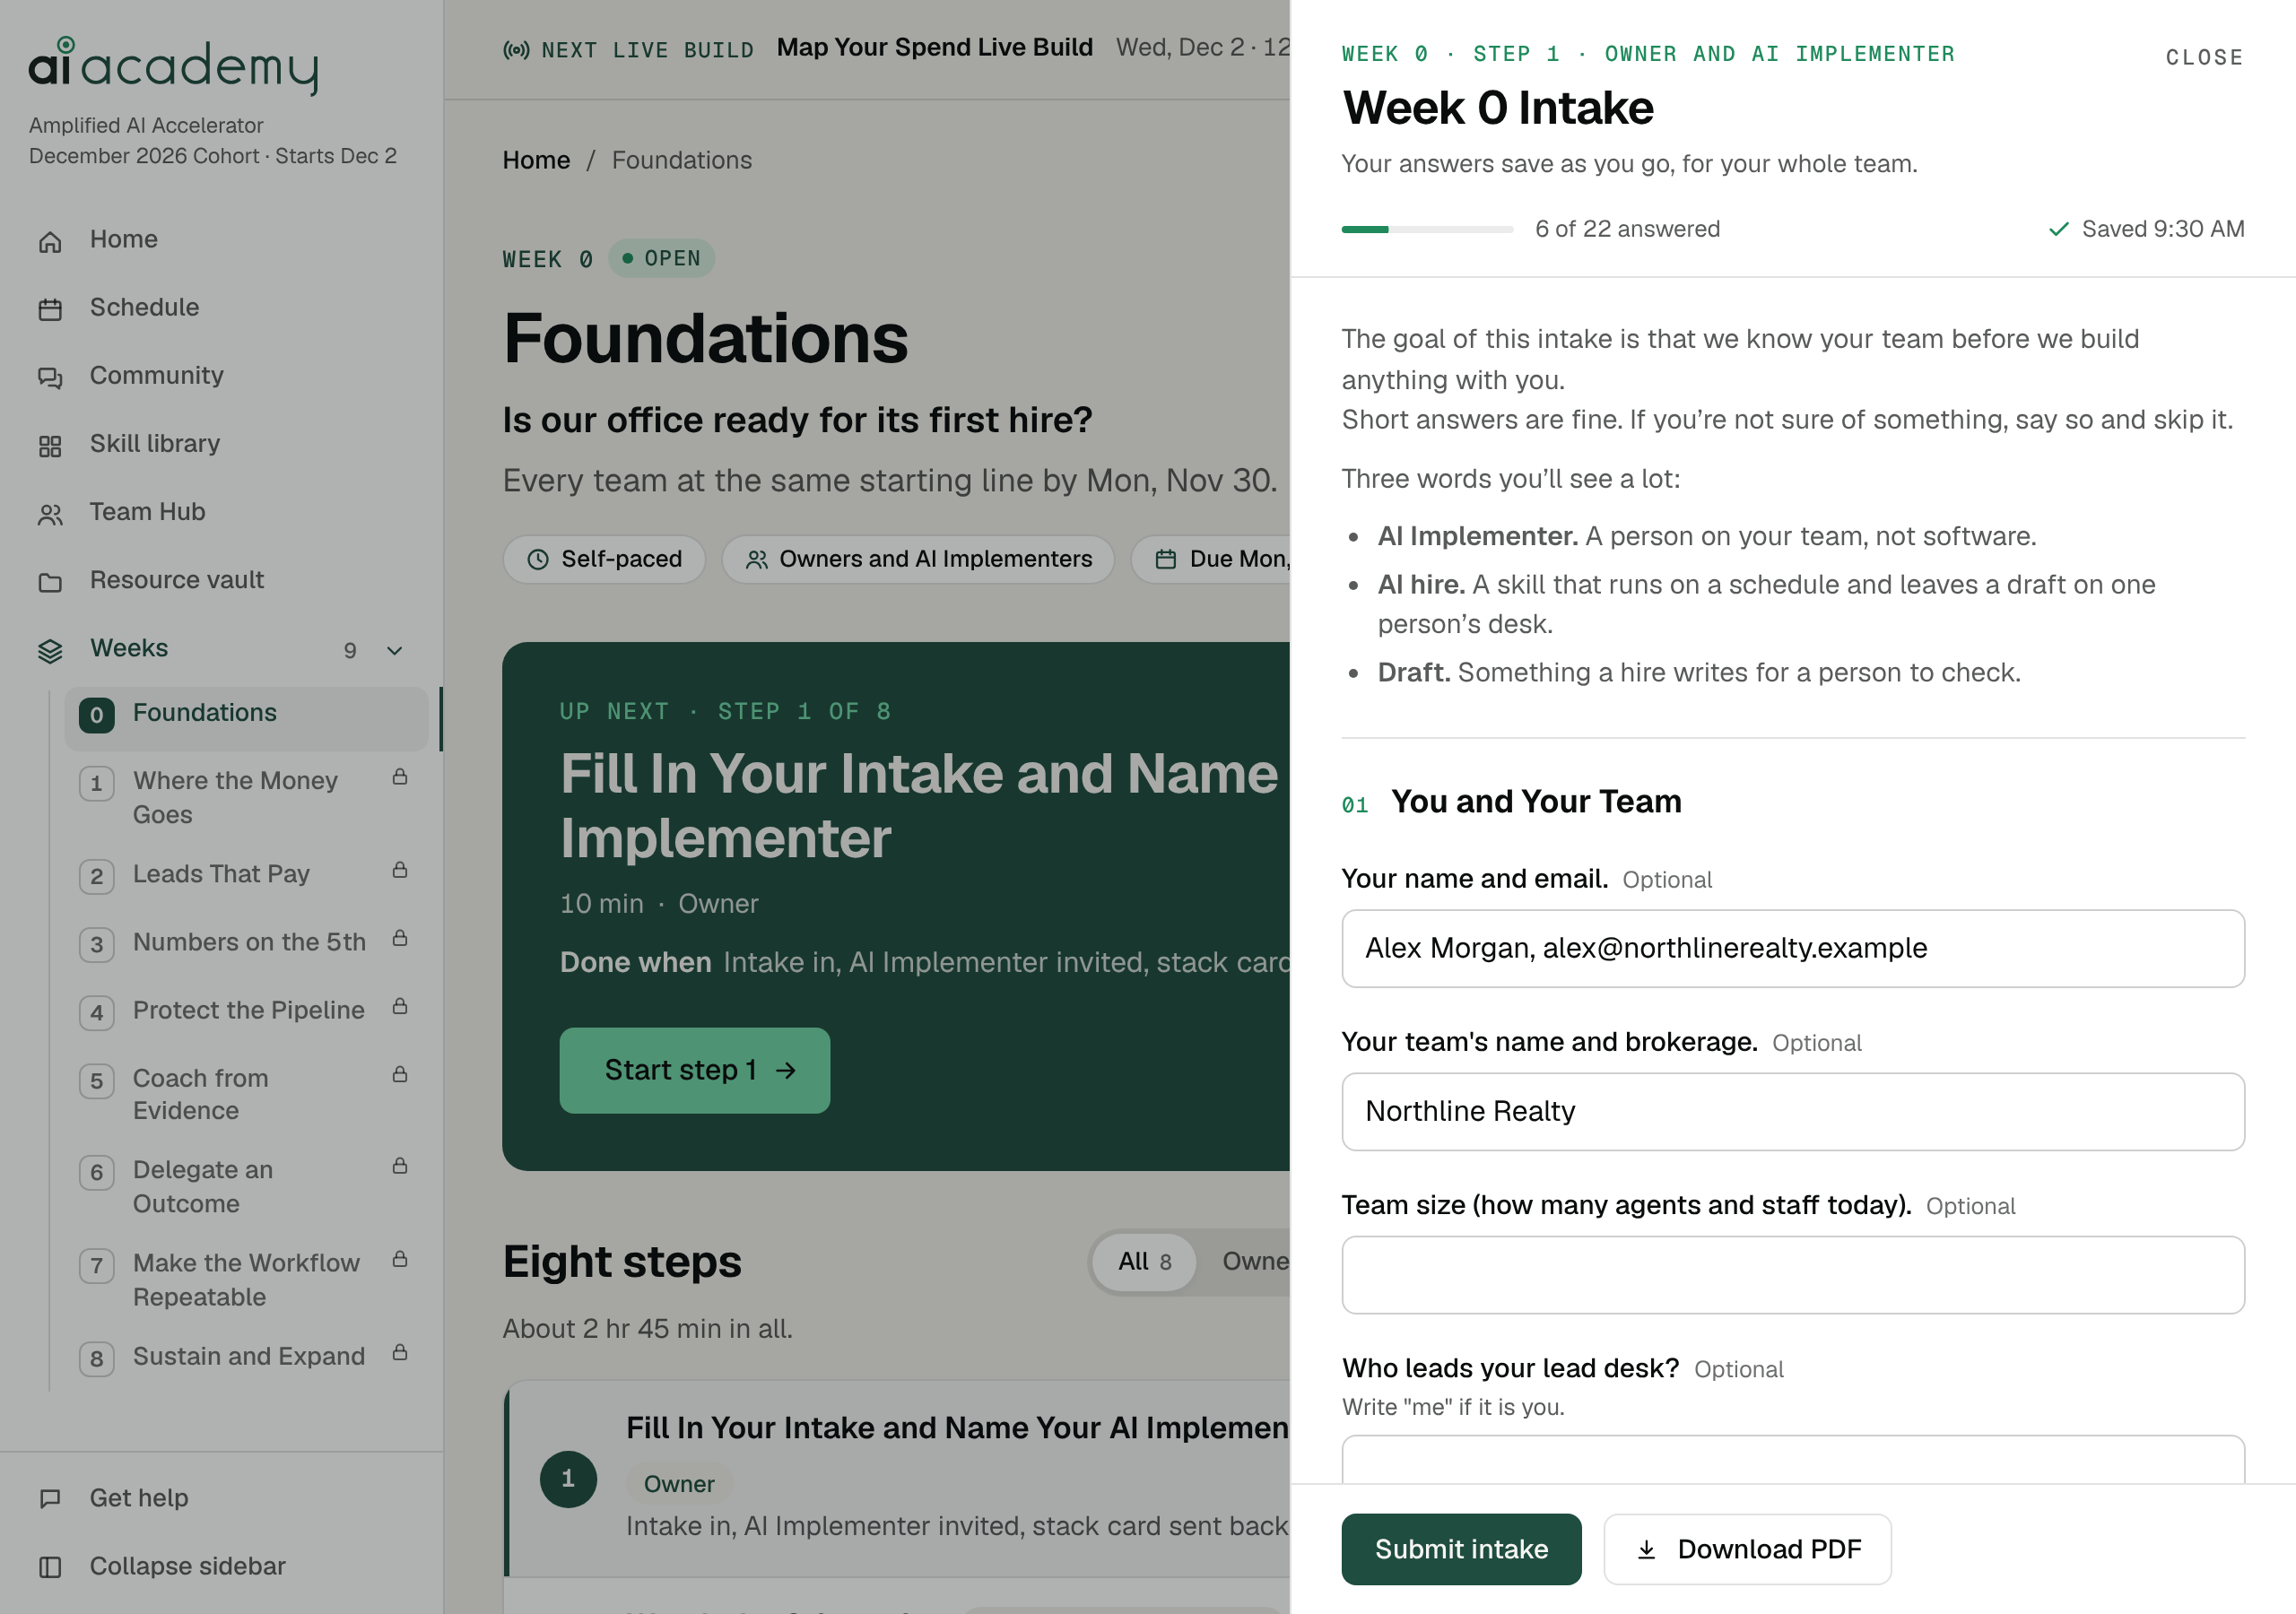 ai academy
Amplified AI Accelerator
December 2026 Cohort · Starts Dec 2
Home
Schedule
Community
Skill library
Team Hub
Resource vault
Weeks 9
0 Foundations
1 Where the Money
Goes
2 Leads That Pay
3 Numbers on the 5th
4 Protect the Pipeline
5 Coach from
Evidence
6 Delegate an
Outcome
7 Make the Workflow
Repeatable
8 Sustain and Expand
Get help
Collapse sidebar
NEXT LIVE BUILD Map Your Spend Live Build Wed, Dec 2 · 12
Home / Foundations
WEEK 0 OPEN
Foundations
Is our office ready for its first hire?
Every team at the same starting line by Mon, Nov 30.
Self-paced Owners and AI Implementers Due Mon,
UP NEXT · STEP 1 OF 8
Fill In Your Intake and Name
Implementer
10 min · Owner
Done when Intake in, AI Implementer invited, stack card
Start step 1 →
Eight steps
All 8 Owne
About 2 hr 45 min in all.
Fill In Your Intake and Name Your AI Implemen
1
Owner
Intake in, AI Implementer invited, stack card sent back
WEEK 0 · STEP 1 · OWNER AND AI IMPLEMENTER
CLOSE
Week 0 Intake
Your answers save as you go, for your whole team.
6 of 22 answered
Saved 9:30 AM
The goal of this intake is that we know your team before we build
anything with you.
Short answers are fine. If you’re not sure of something, say so and skip it.
Three words you’ll see a lot:
• AI Implementer. A person on your team, not software.
• AI hire. A skill that runs on a schedule and leaves a draft on one
person’s desk.
• Draft. Something a hire writes for a person to check.
01 You and Your Team
Your name and email. Optional
Alex Morgan, alex@northlinerealty.example
Your team's name and brokerage. Optional
Northline Realty
Team size (how many agents and staff today). Optional
Who leads your lead desk? Optional
Write "me" if it is you.
Submit intake
Download PDF